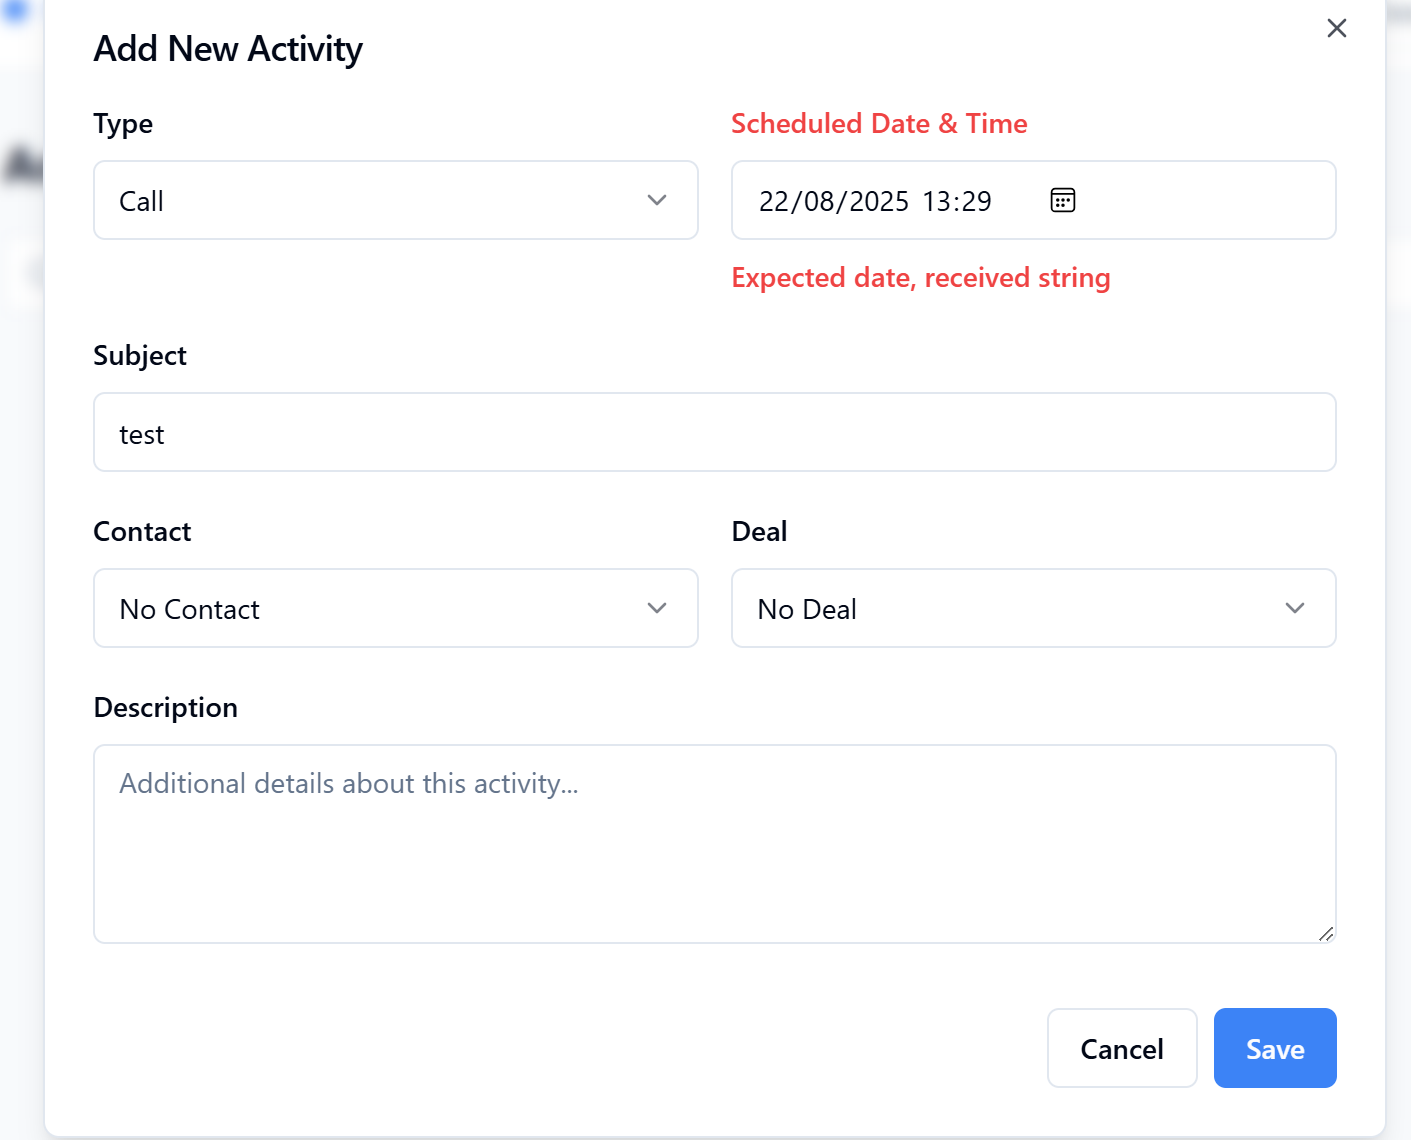 Add New Activity
Type
Scheduled Date & Time
Call
22/08/2025 13:29
Expected date, received string
Subject
test
Contact
Deal
No Contact
No Deal
Description
Additional details about this activity...
Cancel
Save